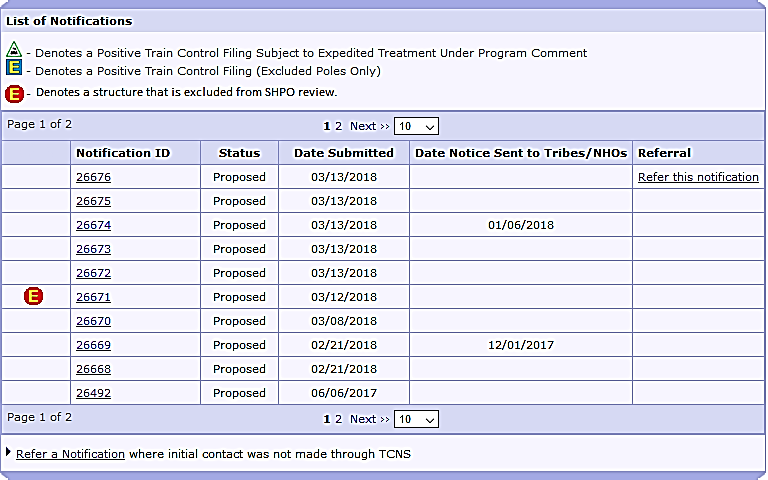 List of Notifications
- Denotes a Positive Train Control Filing Subject to Expedited Treatment Under Program Comment
E - Denotes a Positive Train Control Filing (Excluded Poles Only)
E - Denotes a structure that is excluded from SHPO review.
Page 1 of 2 1 2 Next >> 10
Notification ID Status Date Submitted Date Notice Sent to Tribes/NHOs Referral
26676 Proposed 03/13/2018 Refer this notification
26675 Proposed 03/13/2018
26674 Proposed 03/13/2018 01/06/2018
26673 Proposed 03/13/2018
26672 Proposed 03/13/2018
E 26671 Proposed 03/12/2018
26670 Proposed 03/08/2018
26669 Proposed 02/21/2018 12/01/2017
26668 Proposed 02/21/2018
26492 Proposed 06/06/2017
Page 1 of 2 1 2 Next >> 10
Refer a Notification where initial contact was not made through TCNS